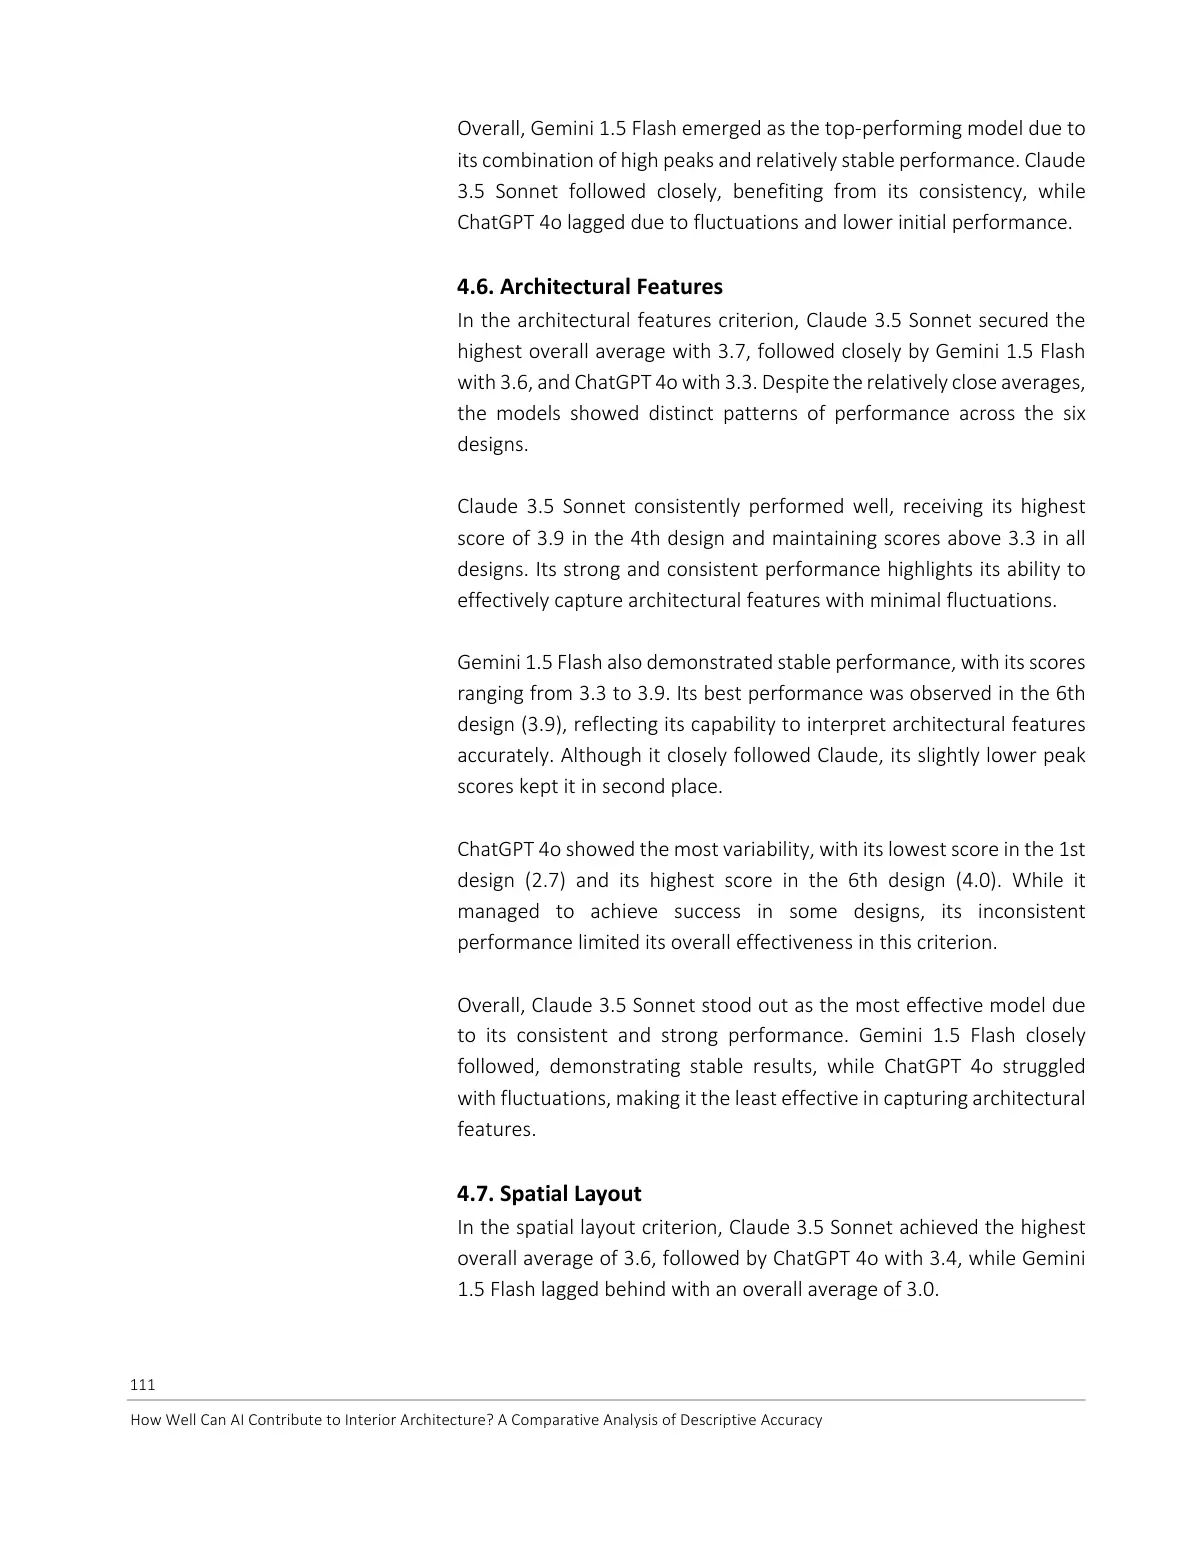 Overall, Gemini 1.5 Flash emerged as the top-performing model due to
its combination of high peaks and relatively stable performance. Claude
3.5 Sonnet followed closely, benefiting from its consistency, while
ChatGPT 4o lagged due to fluctuations and lower initial performance.
4.6. Architectural Features
In the architectural features criterion, Claude 3.5 Sonnet secured the
highest overall average with 3.7, followed closely by Gemini 1.5 Flash
with 3.6, and ChatGPT 4o with 3.3. Despite the relatively close averages,
the models showed distinct patterns of performance across the six
designs.
Claude 3.5 Sonnet consistently performed well, receiving its highest
score of 3.9 in the 4th design and maintaining scores above 3.3 in all
designs. Its strong and consistent performance highlights its ability to
effectively capture architectural features with minimal fluctuations.
Gemini 1.5 Flash also demonstrated stable performance, with its scores
ranging from 3.3 to 3.9. Its best performance was observed in the 6th
design (3.9), reflecting its capability to interpret architectural features
accurately. Although it closely followed Claude, its slightly lower peak
scores kept it in second place.
ChatGPT 4o showed the most variability, with its lowest score in the 1st
design (2.7) and its highest score in the 6th design (4.0). While it
managed to achieve success in some designs, its inconsistent
performance limited its overall effectiveness in this criterion.
Overall, Claude 3.5 Sonnet stood out as the most effective model due
to its consistent and strong performance. Gemini 1.5 Flash closely
followed, demonstrating stable results, while ChatGPT 4o struggled
with fluctuations, making it the least effective in capturing architectural
features.
4.7. Spatial Layout
In the spatial layout criterion, Claude 3.5 Sonnet achieved the highest
overall average of 3.6, followed by ChatGPT 4o with 3.4, while Gemini
1.5 Flash lagged behind with an overall average of 3.0.
111
How Well Can AI Contribute to Interior Architecture? A Comparative Analysis of Descriptive Accuracy